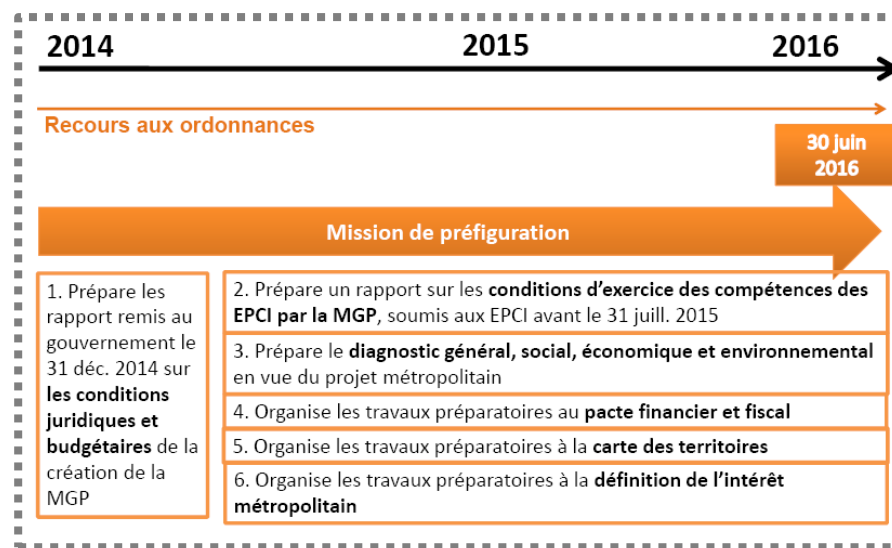 2014 2015 2016
Recours aux ordonnances
30 juin
2016
Mission de préfiguration
1. Prépare les
rapport remis au
gouvernement le
31 déc. 2014 sur
les conditions
juridiques et
budgétaires de la
création de la
MGP
2. Prépare un rapport sur les conditions d'exercice des compétences des
EPCI par la MGP, soumis aux EPCI avant le 31 juill. 2015
3. Prépare le diagnostic général, social, économique et environnemental
en vue du projet métropolitain
4. Organise les travaux préparatoires au pacte financier et fiscal
5. Organise les travaux préparatoires à la carte des territoires
6. Organise les travaux préparatoires à la définition de l'intérêt
métropolitain